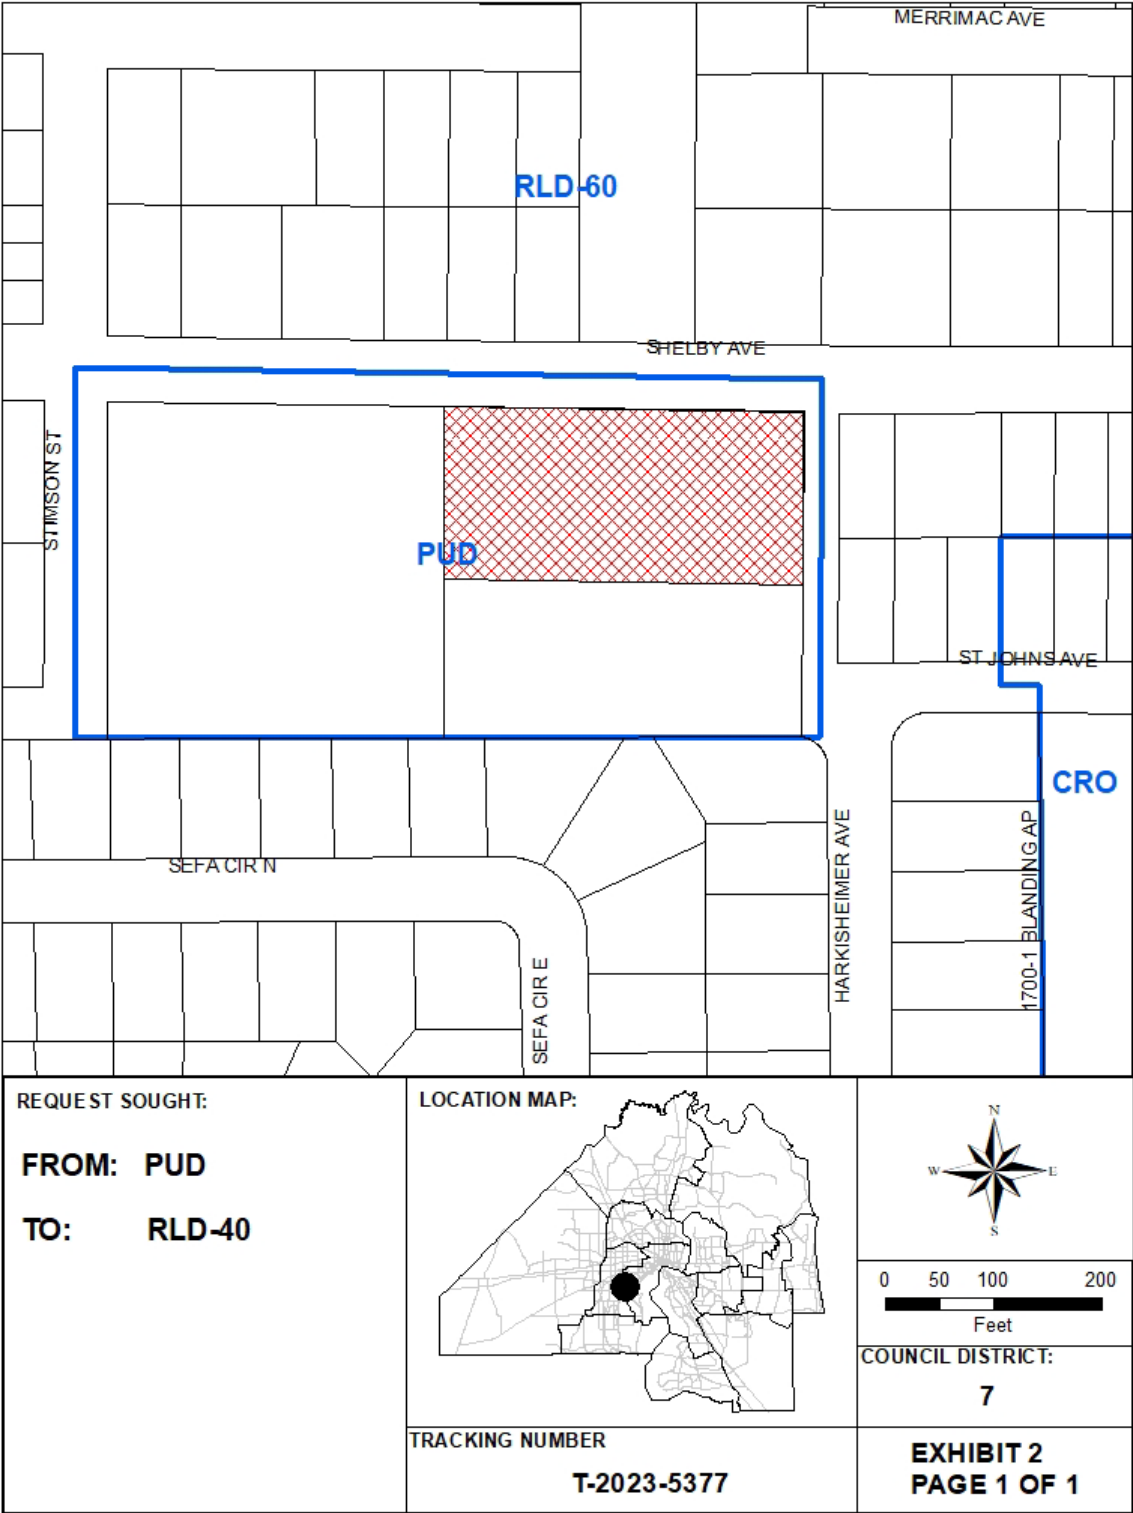 MERRIMAC AVE
RLD-60
SHELBY AVE
STIMSON ST
PUD
ST JOHNS AVE
CRO
SEFA CIR N
HARKISHEIMER AVE
1700-1 BLANDING AP
SEFA CIR E
REQUEST SOUGHT:
FROM: PUD
TO: RLD-40
LOCATION MAP:
N
W E
S
0 50 100 200
Feet
COUNCIL DISTRICT:
7
TRACKING NUMBER
T-2023-5377
EXHIBIT 2
PAGE 1 OF 1